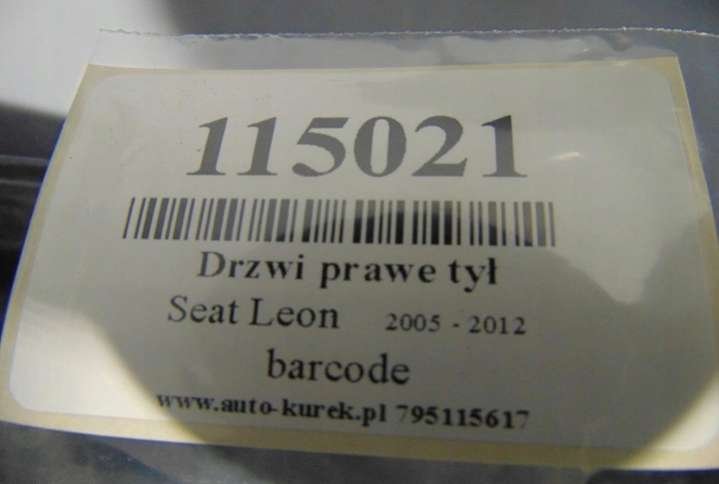 115021
Drzwi prawe tył
Seat Leon 2005 - 2012
barcode
www.auto-kurek.pl 795115617